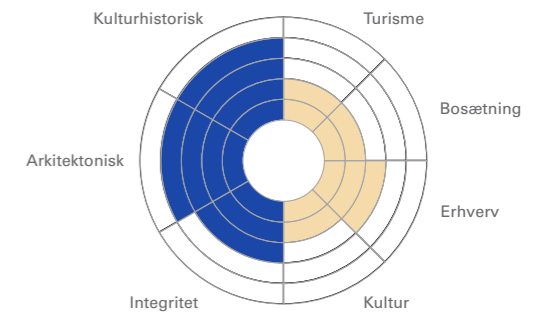 Kulturhistorisk
Turisme
Bosætning
Arkitektonisk
Erhverv
Integritet
Kultur